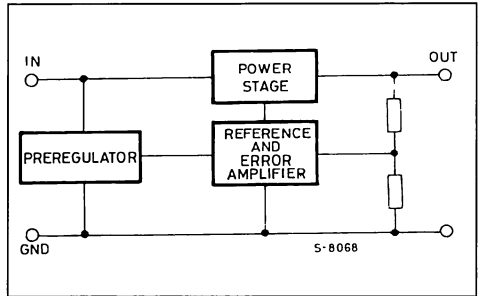 IN
OUT
POWER
STAGE
PREREGULATOR
REFERENCE
AND
ERROR
AMPLIFIER
GND
S-8068